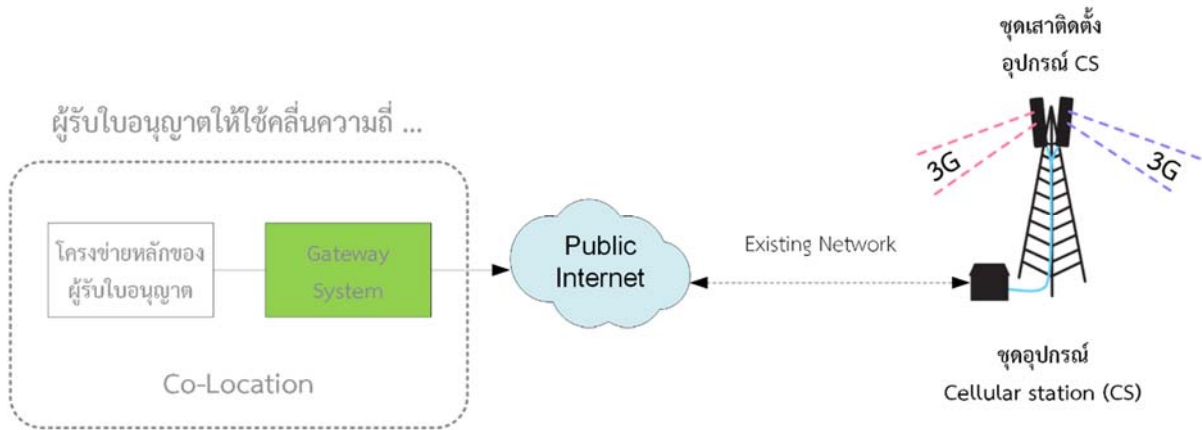 ชุดเสาติดตั้ง
อุปกรณ์ CS
ผู้รับใบอนุญาตให้ใช้คลื่นความถี่ ...
3G
3G
โครงข่ายหลักของ
ผู้รับใบอนุญาต
Gateway
System
Public
Internet
Existing Network
Co-Location
ชุดอุปกรณ์
Cellular station (CS)